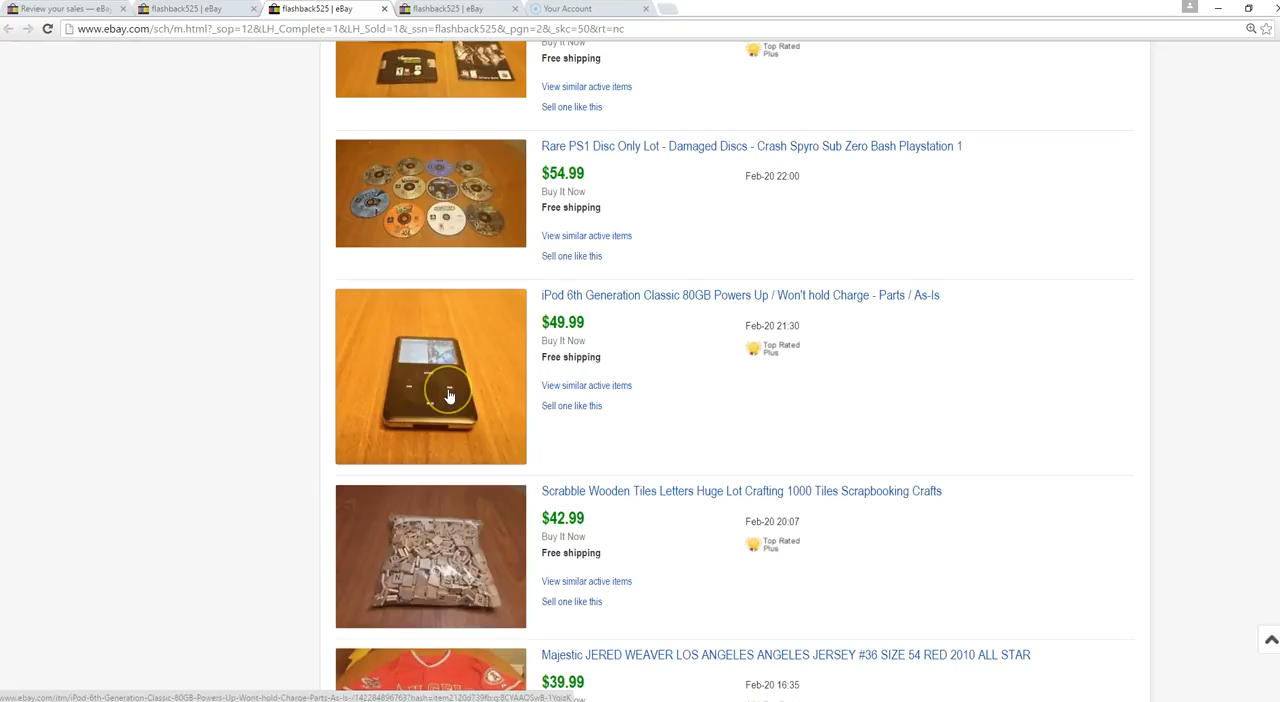 Review your sales — eBa
flashback525 | eBay
flashback525 | eBay
flashback525 | eBay
Your Account
www.ebay.com/sch/m.html?_sop=12&LH_Complete=1&LH_Sold=1&_ssn=flashback525&_pgn=2&_skc=50&rt=nc
Buy It Now
Free shipping
Top Rated
Plus
View similar active items
Sell one like this
Rare PS1 Disc Only Lot - Damaged Discs - Crash Spyro Sub Zero Bash Playstation 1
$54.99
Feb-20 22:00
Buy It Now
Free shipping
View similar active items
Sell one like this
iPod 6th Generation Classic 80GB Powers Up / Won't hold Charge - Parts / As-Is
$49.99
Feb-20 21:30
Buy It Now
Free shipping
Top Rated
Plus
View similar active items
Sell one like this
Scrabble Wooden Tiles Letters Huge Lot Crafting 1000 Tiles Scrapbooking Crafts
$42.99
Feb-20 20:07
Buy It Now
Free shipping
Top Rated
Plus
View similar active items
Sell one like this
Majestic JERED WEAVER LOS ANGELES ANGELES JERSEY #36 SIZE 54 RED 2010 ALL STAR
$39.99
Feb-20 16:35